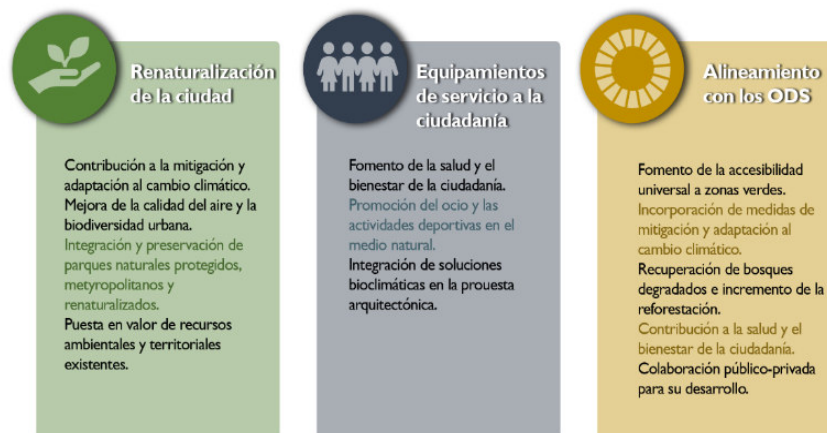 Renaturalización
de la ciudad
Contribución a la mitigación y
adaptación al cambio climático.
Mejora de la calidad del aire y la
biodiversidad urbana.
Integración y preservación de
parques naturales protegidos,
metyropolitanos y
renaturalizados.
Puesta en valor de recursos
ambientales y territoriales
existentes.
Equipamientos
de servicio a la
ciudadanía
Fomento de la salud y el
bienestar de la ciudadanía.
Promoción del ocio y las
actividades deportivas en el
medio natural.
Integración de soluciones
bioclimáticas en la prouesta
arquitectónica.
Alineamiento
con los ODS
Fomento de la accesibilidad
universal a zonas verdes.
Incorporación de medidas de
mitigación y adaptación al
cambio climático.
Recuperación de bosques
degradados e incremento de la
reforestación.
Contribución a la salud y el
bienestar de la ciudadanía.
Colaboración público-privada
para su desarrollo.